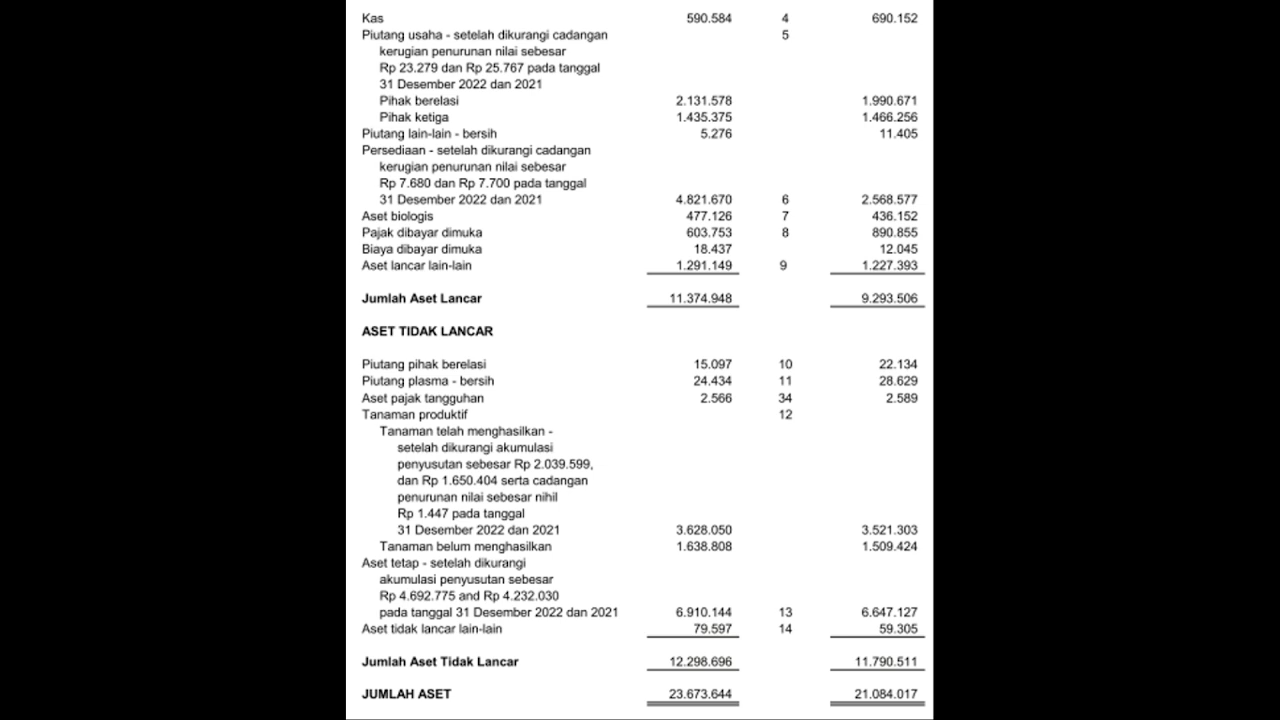 Kas 590.584 4 690.152
Piutang usaha - setelah dikurangi cadangan 5
kerugian penurunan nilai sebesar
Rp 23.279 dan Rp 25.767 pada tanggal
31 Desember 2022 dan 2021
Pihak berelasi 2.131.578 1.990.671
Pihak ketiga 1.435.375 1.466.256
Piutang lain-lain - bersih 5.276 11.405
Persediaan - setelah dikurangi cadangan
kerugian penurunan nilai sebesar
Rp 7.680 dan Rp 7.700 pada tanggal
31 Desember 2022 dan 2021 4.821.670 6 2.568.577
Aset biologis 477.126 7 436.152
Pajak dibayar dimuka 603.753 8 890.855
Biaya dibayar dimuka 18.437 12.045
Aset lancar lain-lain 1.291.149 9 1.227.393
Jumlah Aset Lancar 11.374.948 9.293.506
ASET TIDAK LANCAR
Piutang pihak berelasi 15.097 10 22.134
Piutang plasma - bersih 24.434 11 28.629
Aset pajak tangguhan 2.566 34 2.589
Tanaman produktif 12
Tanaman telah menghasilkan -
setelah dikurangi akumulasi
penyusutan sebesar Rp 2.039.599,
dan Rp 1.650.404 serta cadangan
penurunan nilai sebesar nihil
Rp 1.447 pada tanggal
31 Desember 2022 dan 2021 3.628.050 3.521.303
Tanaman belum menghasilkan 1.638.808 1.509.424
Aset tetap - setelah dikurangi
akumulasi penyusutan sebesar
Rp 4.692.775 and Rp 4.232.030
pada tanggal 31 Desember 2022 dan 2021 6.910.144 13 6.647.127
Aset tidak lancar lain-lain 79.597 14 59.305
Jumlah Aset Tidak Lancar 12.298.696 11.790.511
JUMLAH ASET 23.673.644 21.084.017